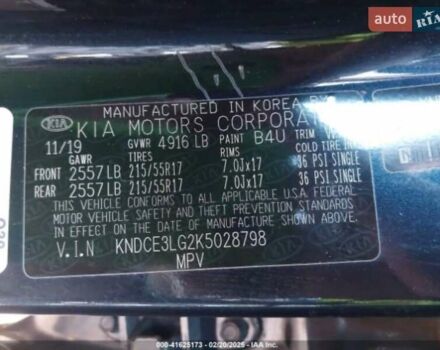 AUTO RIA
MANUFACTURED IN KOREA BY
KIA KIA MOTORS CORPORAT
11/19 GVWR 4916 LB PAINT B4U TRIM
GAWR TIRES RIMS COLD TIRE
FRONT 2557LB 215/55R17 7.0Jx17 36 PSI SINGLE
REAR 2557LB 215/55R17 7.0Jx17 36 PSI SINGLE
THIS VEHICLE CONFORMS TO ALL APPLICABLE U.S.A. FEDERAL
MOTOR VEHICLE SAFETY AND THEFT PREVENTION STANDARDS
IN EFFECT ON THE DATE OF MANUFACTURE SHOWN ABOVE.
V.I.N KNDCE3LG2K5028798
MPV
000-41625173 - 02/20/2025 - © IAA, Inc.